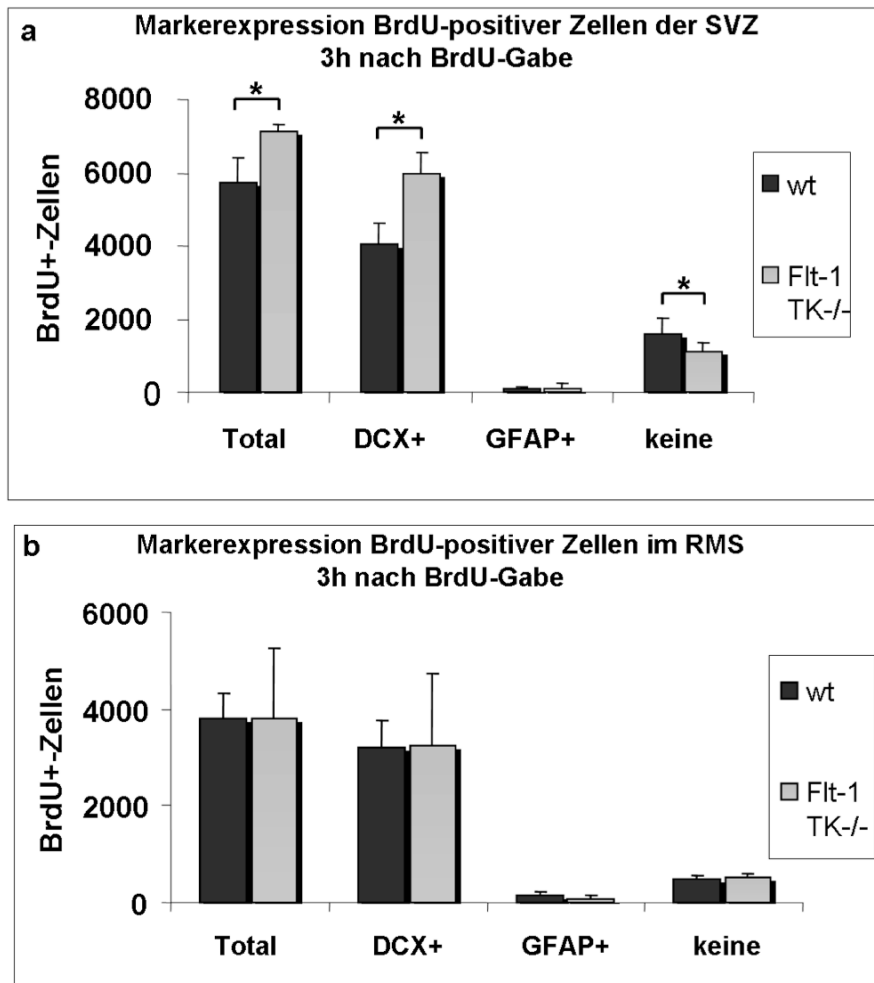 a
Markerexpression BrdU-positiver Zellen der SVZ
3h nach BrdU-Gabe
BrdU+-Zellen
8000
6000
4000
2000
0
*
*
*
Total
DCX+
GFAP+
keine
wt
Flt-1
TK-/-
b
Markerexpression BrdU-positiver Zellen im RMS
3h nach BrdU-Gabe
BrdU+-Zellen
6000
4000
2000
0
Total
DCX+
GFAP+
keine
wt
Flt-1
TK-/-